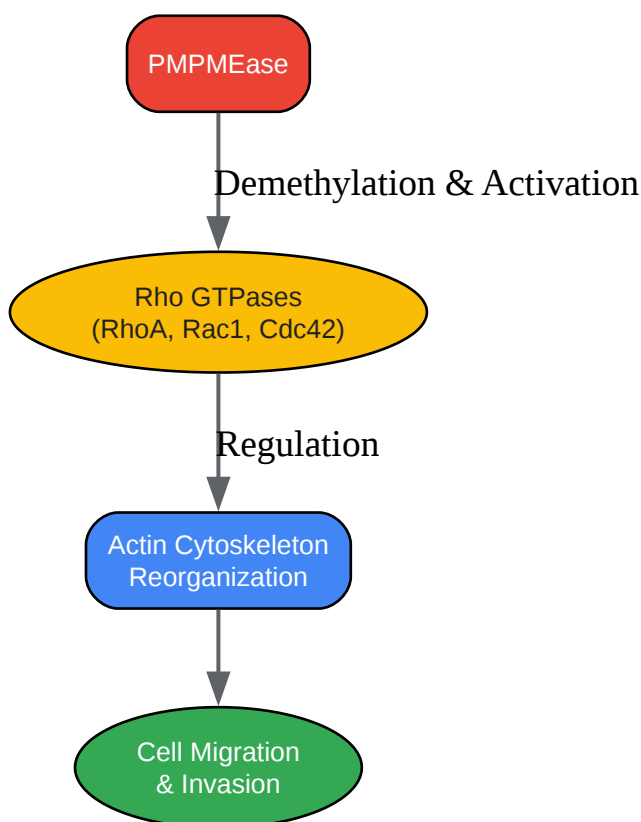 PMPMEase
Demethylation & Activation
Rho GTPases
(RhoA, Rac1, Cdc42)
Regulation
Actin Cytoskeleton
Reorganization
Cell Migration
& Invasion